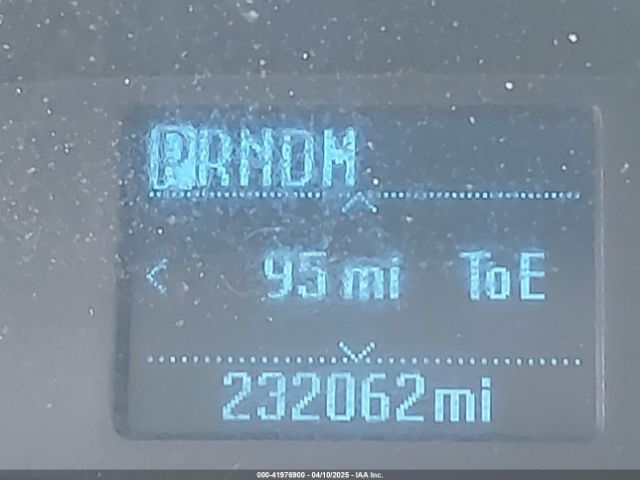 PRNDM
< 95 mi ToE
232062 mi
000-41976900 - 04/10/2025 - IAA Inc.